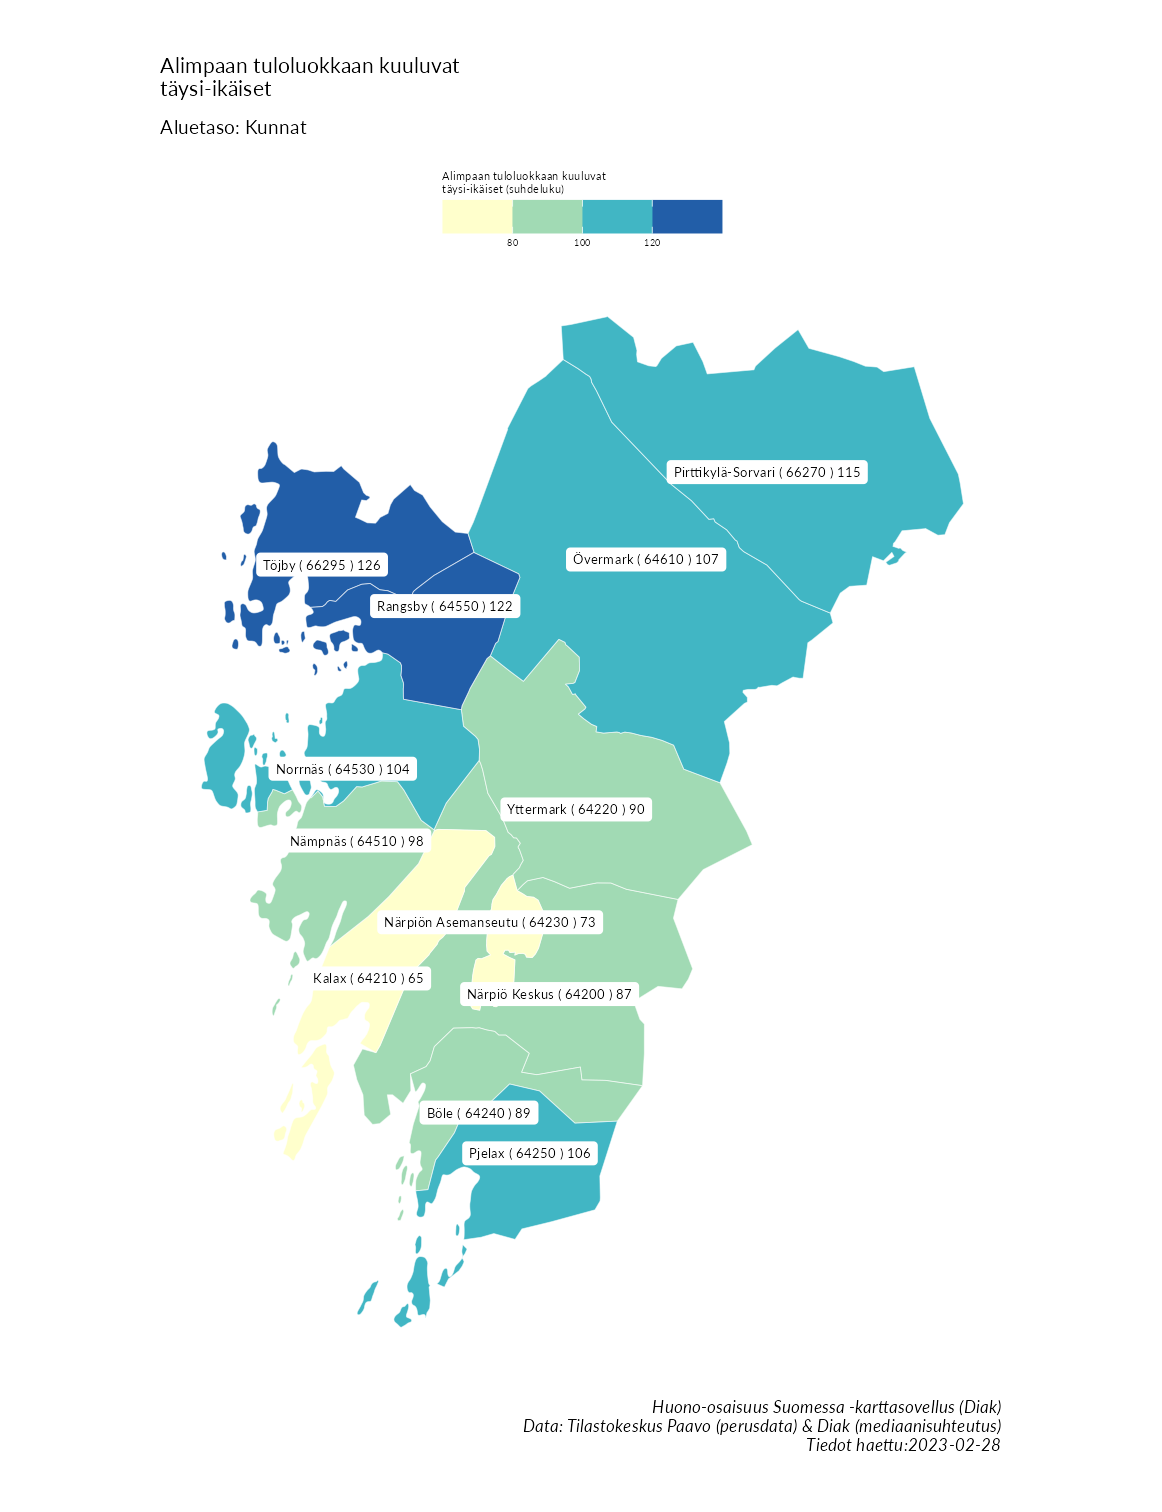 Alimpaan tuloluokkaan kuuluvat
täysi-ikäiset
Aluetaso: Kunnat
Alimpaan tuloluokkaan kuuluvat
täysi-ikäiset (suhdeluku)
80 100 120
Pirttikylä-Sorvari ( 66270 ) 115
Övermark ( 64610 ) 107
Töjby ( 66295 ) 126
Rangsby ( 64550 ) 122
Norrnäs ( 64530 ) 104
Yttermark ( 64220 ) 90
Nämpnäs ( 64510 ) 98
Närpiön Asemanseutu ( 64230 ) 73
Kalax ( 64210 ) 65
Närpiö Keskus ( 64200 ) 87
Böle ( 64240 ) 89
Pjelax ( 64250 ) 106
Huono-osaisuus Suomessa -karttasovellus (Diak)
Data: Tilastokeskus Paavo (perusdata) & Diak (mediaanisuhteutus)
Tiedot haettu:2023-02-28